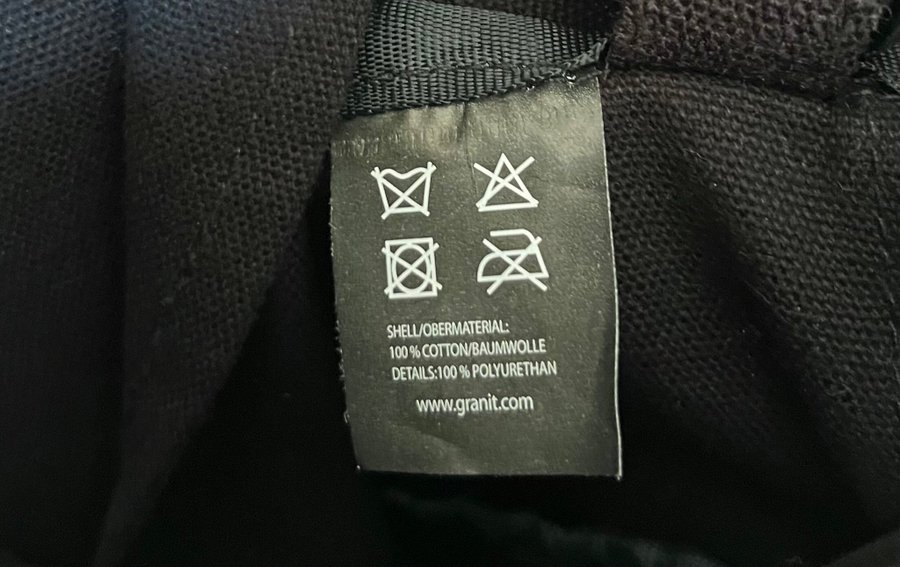 SHELL/OBERMATERIAL:
100 % COTTON/BAUMWOLLE
DETAILS:100 % POLYURETHAN
www.granit.com